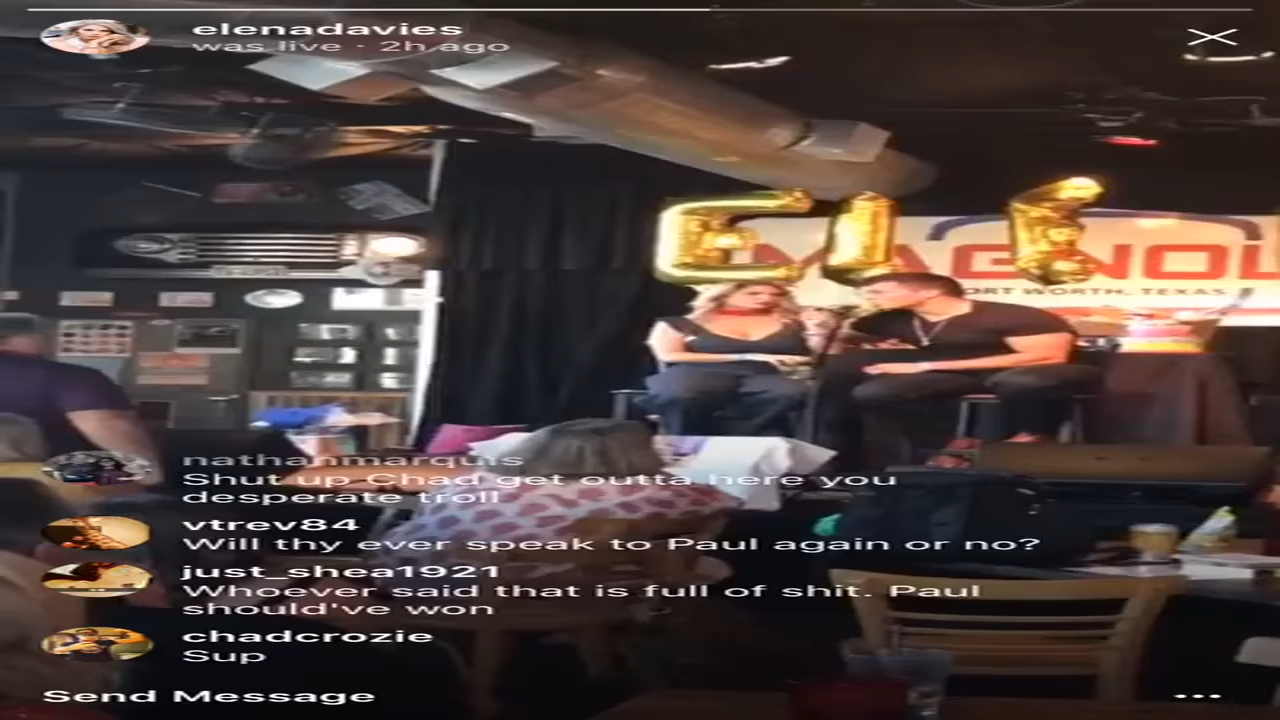 elenadavies
was live · 2h ago
MAGNOL
ORT WORTH, TEXAS
nathanmarquis
Shut up Chad get outta here you
desperate troll
vtrev84
Will thy ever speak to Paul again or no?
just_shea1921
Whoever said that is full of shit. Paul
should've won
chadcrozie
Sup
Send Message